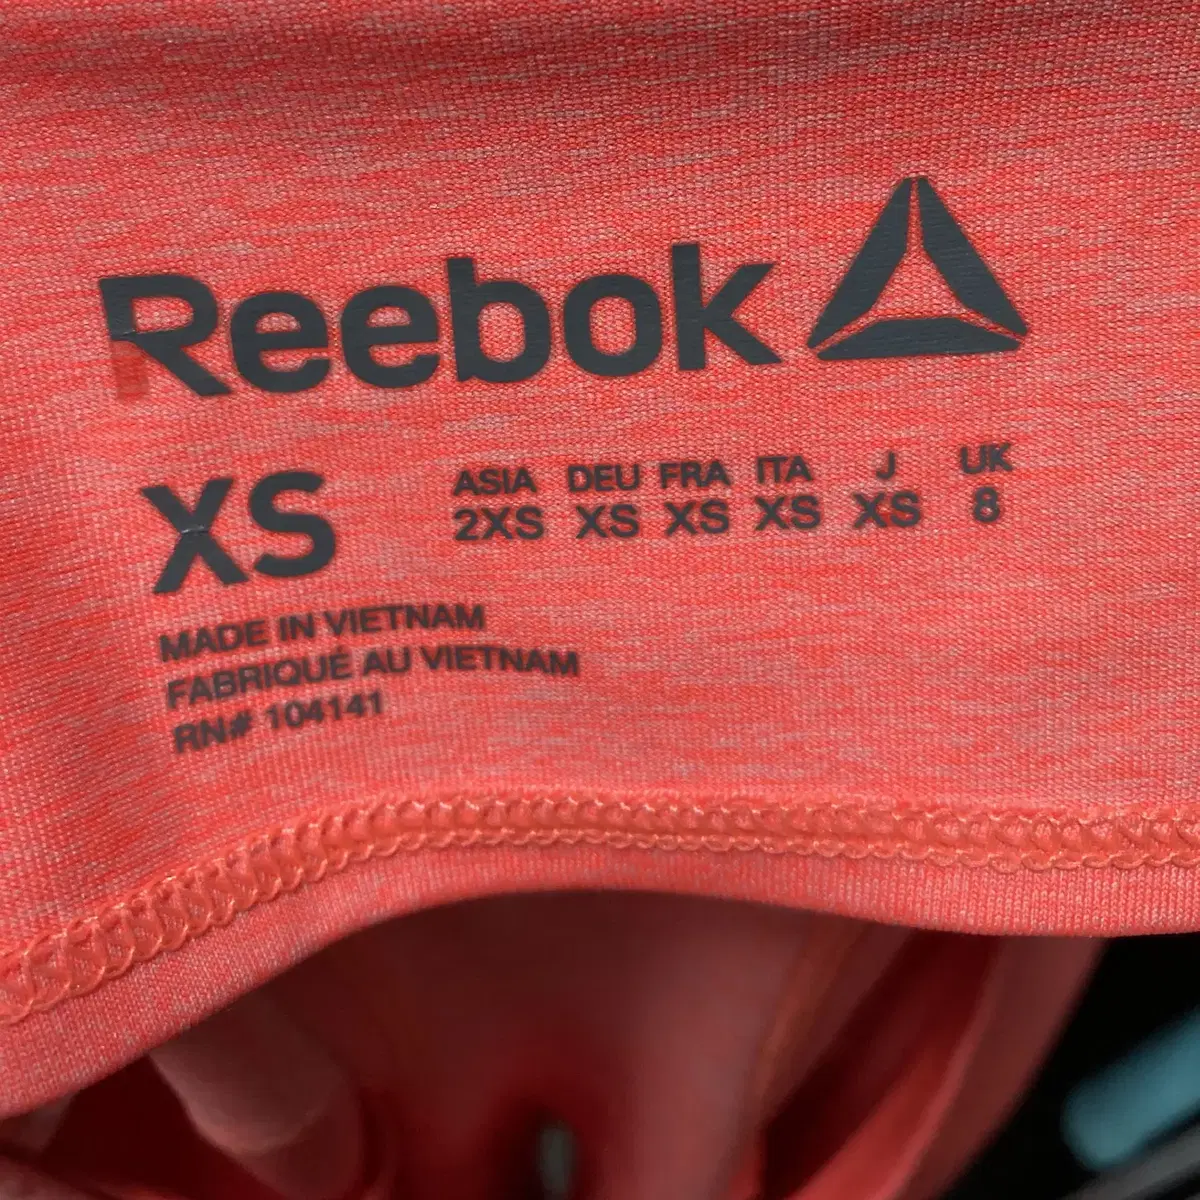 Reebok
XS
ASIA DEU FRA ITA J UK
2XS XS XS XS XS 8
MADE IN VIETNAM
FABRIQUÉ AU VIETNAM
RN# 104141